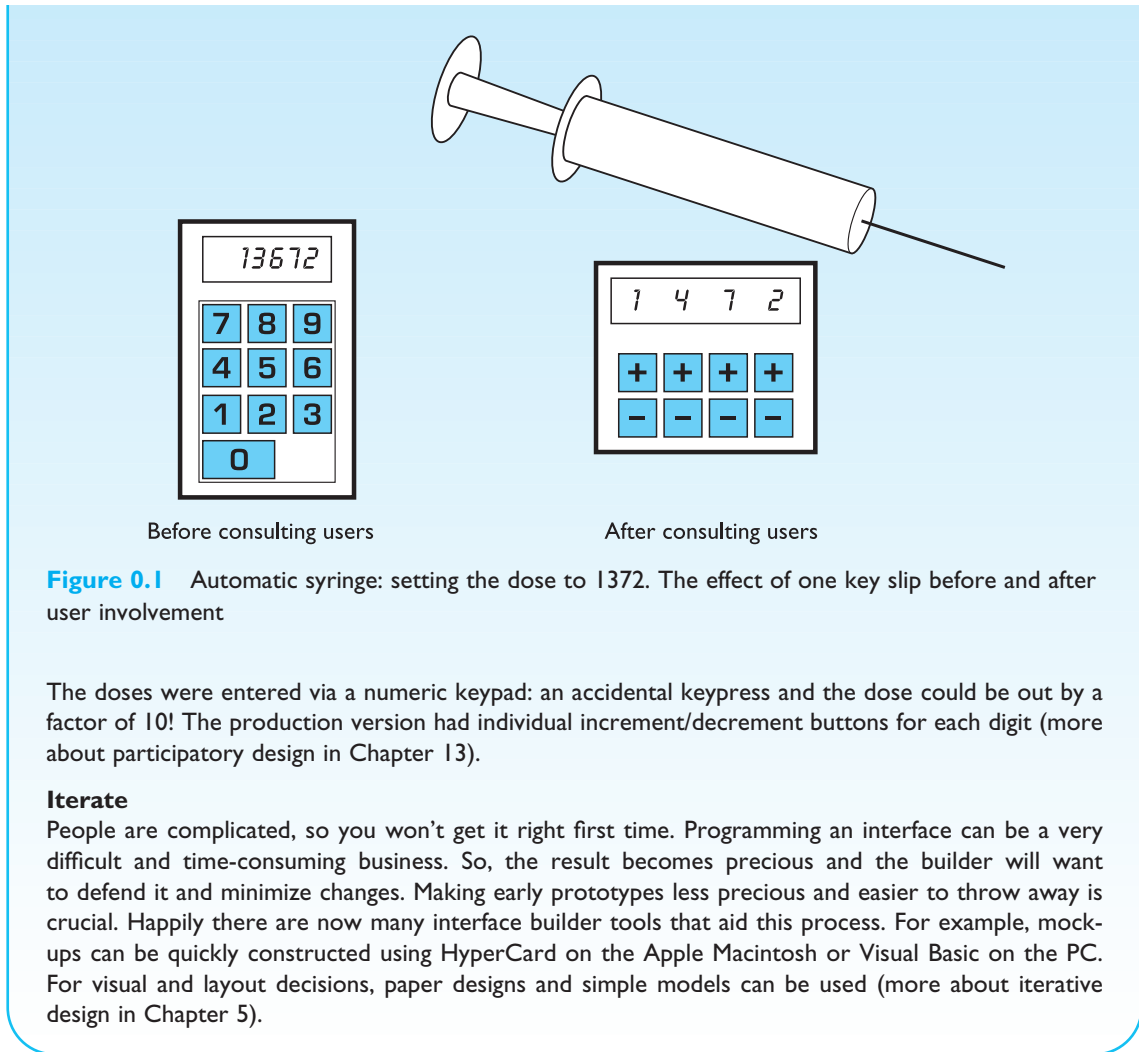 13672
7 8 9
4 5 6
1 2 3
0
1 4 7 2
+ + + +
− − − −
Before consulting users
After consulting users
Figure 0.1 Automatic syringe: setting the dose to 1372. The effect of one key slip before and after
user involvement
The doses were entered via a numeric keypad: an accidental keypress and the dose could be out by a
factor of 10! The production version had individual increment/decrement buttons for each digit (more
about participatory design in Chapter 13).
Iterate
People are complicated, so you won't get it right first time. Programming an interface can be a very
difficult and time-consuming business. So, the result becomes precious and the builder will want
to defend it and minimize changes. Making early prototypes less precious and easier to throw away is
crucial. Happily there are now many interface builder tools that aid this process. For example, mock-
ups can be quickly constructed using HyperCard on the Apple Macintosh or Visual Basic on the PC.
For visual and layout decisions, paper designs and simple models can be used (more about iterative
design in Chapter 5).